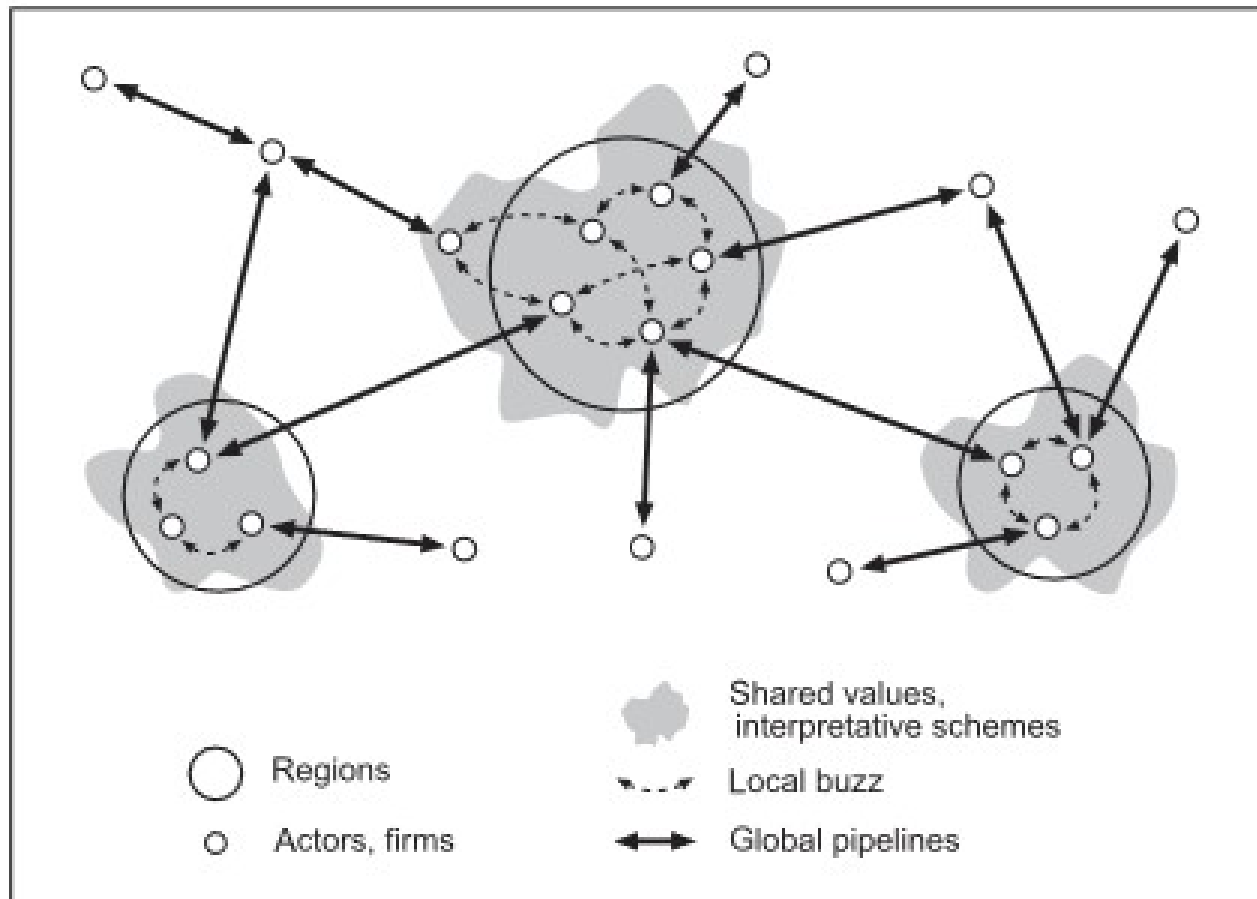 Regions
Actors, firms
Shared values,
interpretative schemes
Local buzz
Global pipelines